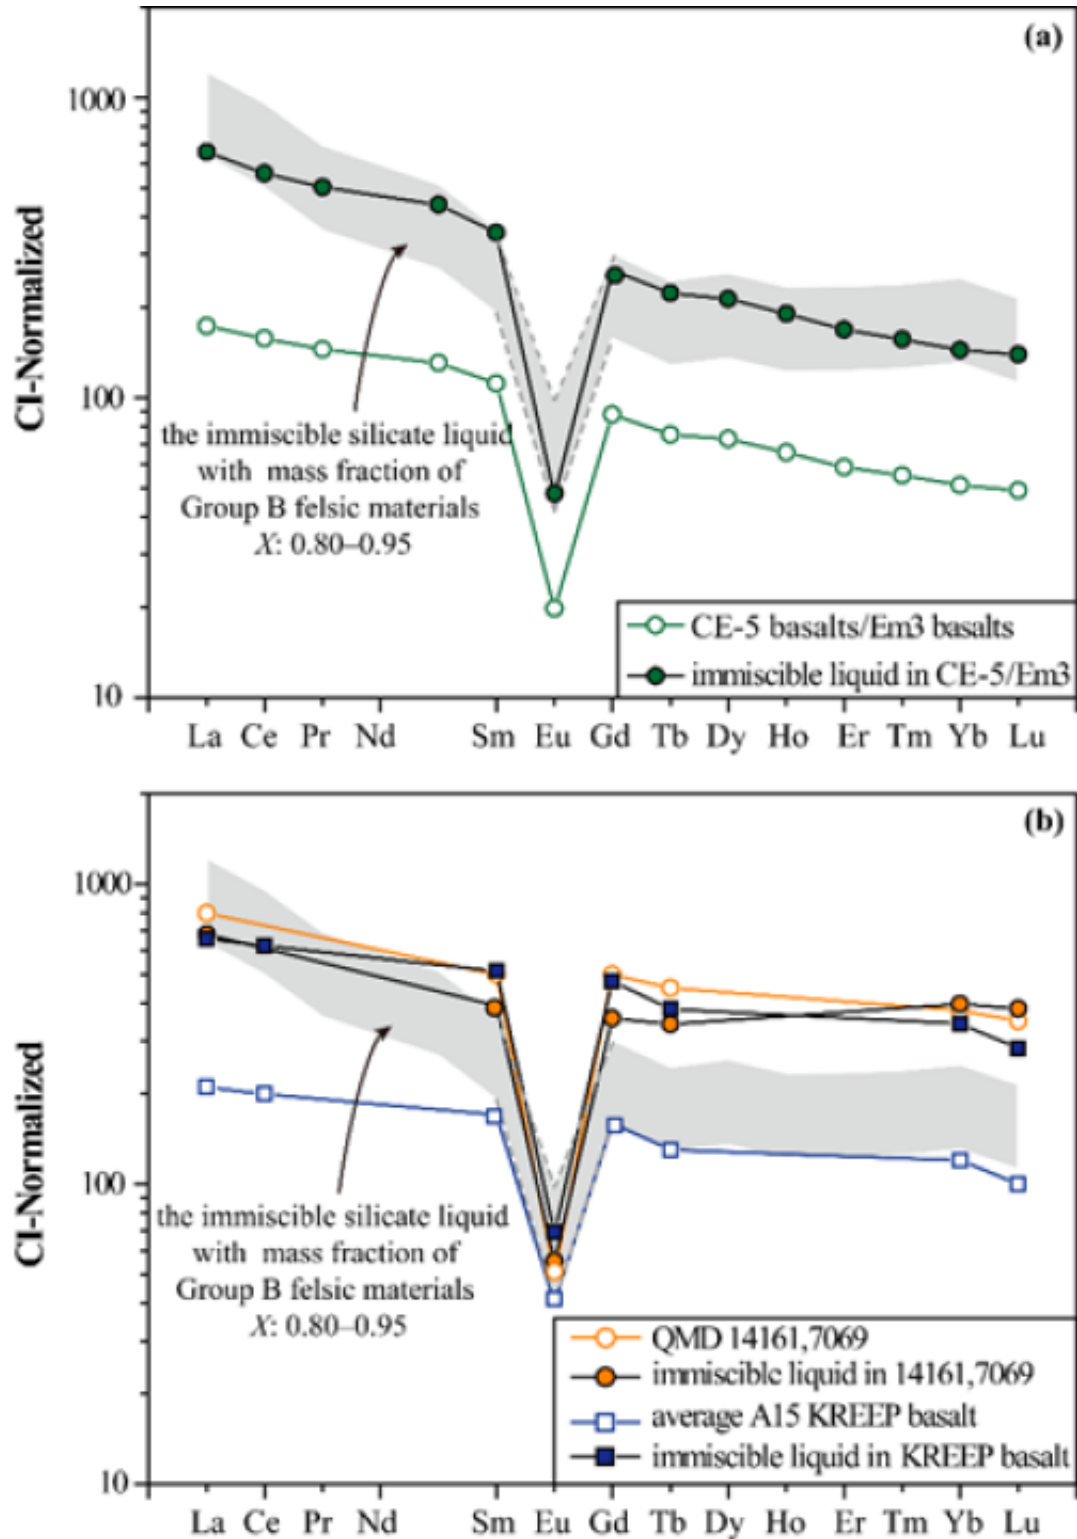 (a)
1000
100
10
CI-Normalized
the immiscible silicate liquid
with mass fraction of
Group B felsic materials
X: 0.80–0.95
CE-5 basalts/Em3 basalts
immiscible liquid in CE-5/Em3
La Ce Pr Nd Sm Eu Gd Tb Dy Ho Er Tm Yb Lu
(b)
1000
100
10
CI-Normalized
the immiscible silicate liquid
with mass fraction of
Group B felsic materials
X: 0.80–0.95
QMD 14161,7069
immiscible liquid in 14161,7069
average A15 KREEP basalt
immiscible liquid in KREEP basalt
La Ce Pr Nd Sm Eu Gd Tb Dy Ho Er Tm Yb Lu